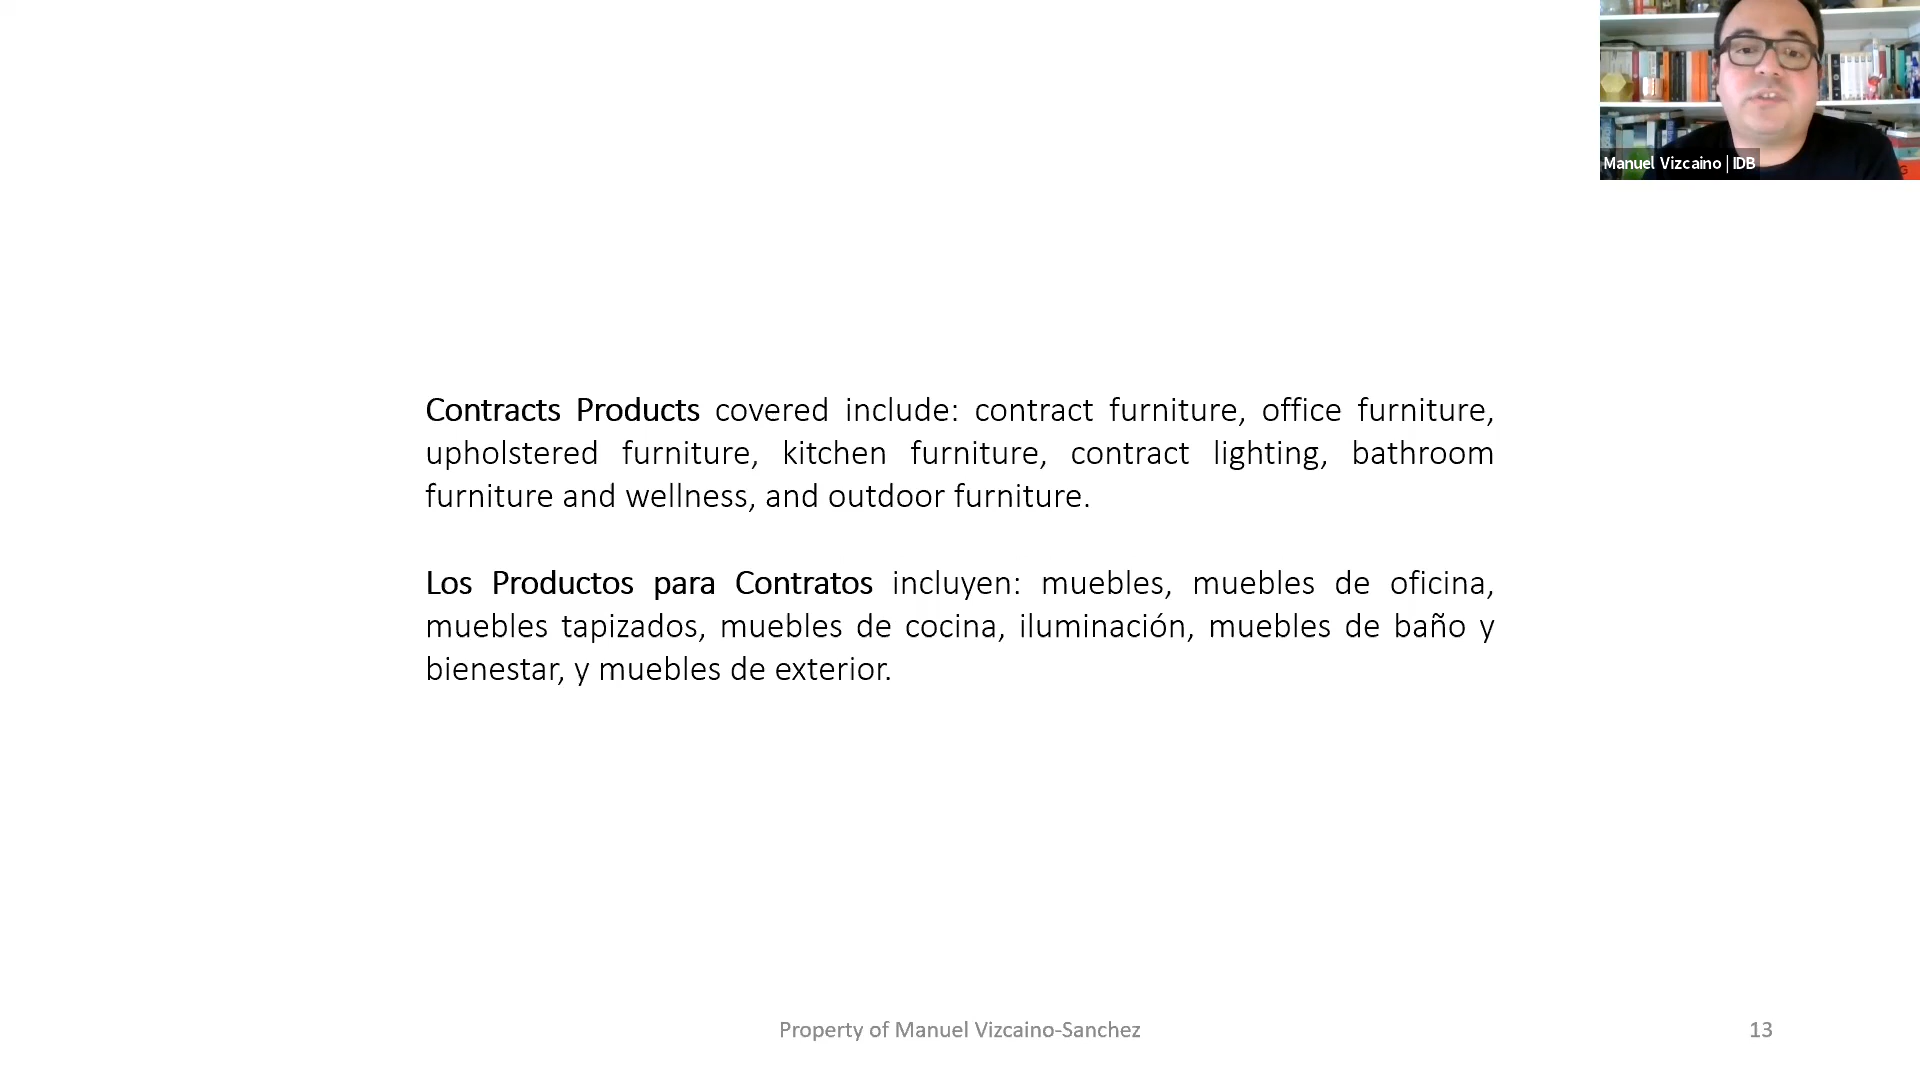 Manuel Vizcaino | IDB
Contracts Products covered include: contract furniture, office furniture,
upholstered furniture, kitchen furniture, contract lighting, bathroom
furniture and wellness, and outdoor furniture.
Los Productos para Contratos incluyen: muebles, muebles de oficina,
muebles tapizados, muebles de cocina, iluminación, muebles de baño y
bienestar, y muebles de exterior.
Property of Manuel Vizcaino-Sanchez
13